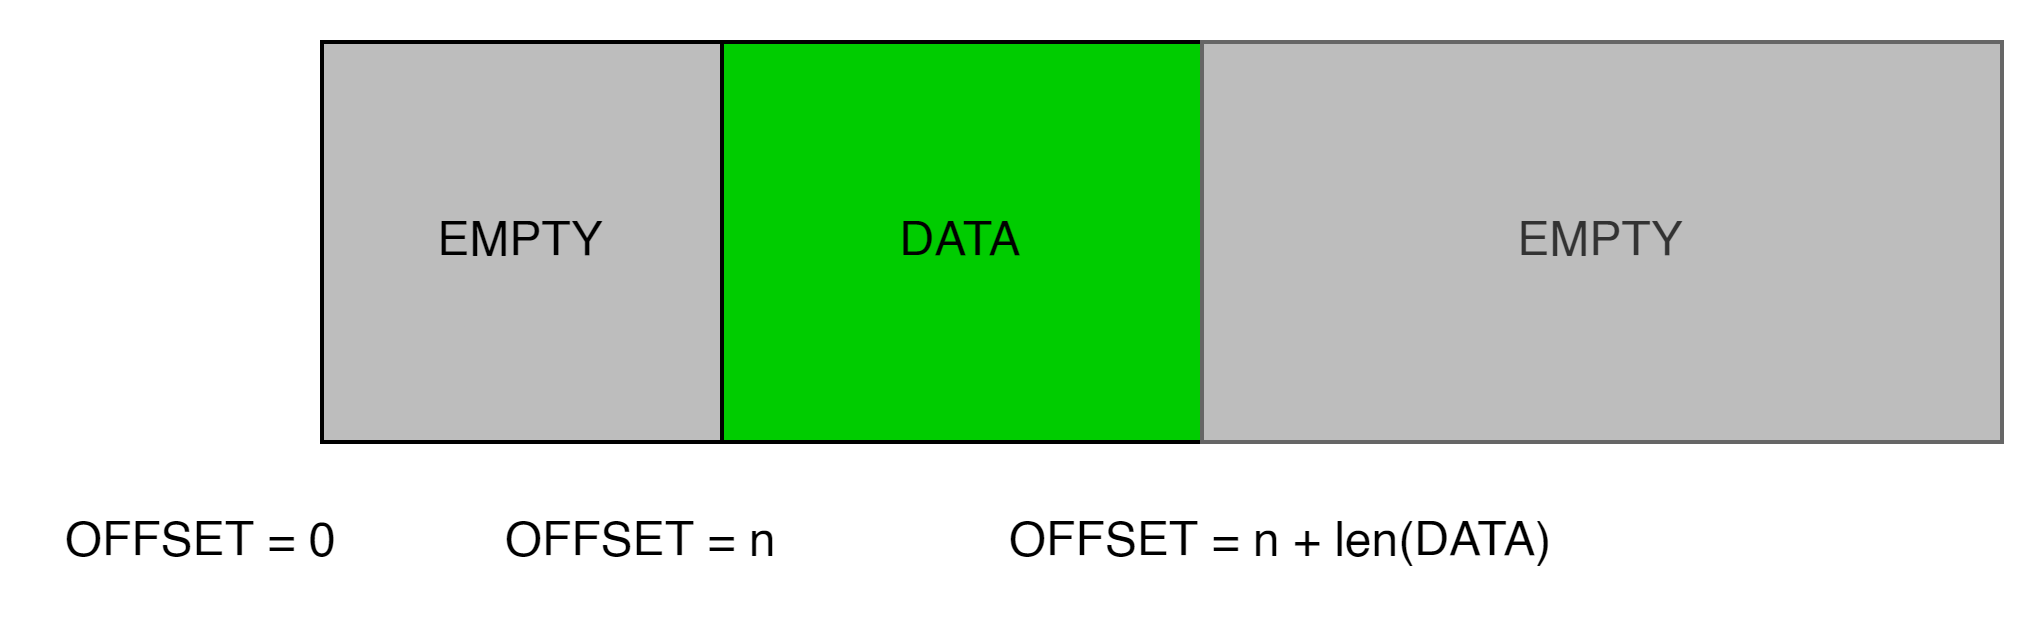 EMPTY DATA EMPTY
OFFSET = 0 OFFSET = n OFFSET = n + len(DATA)